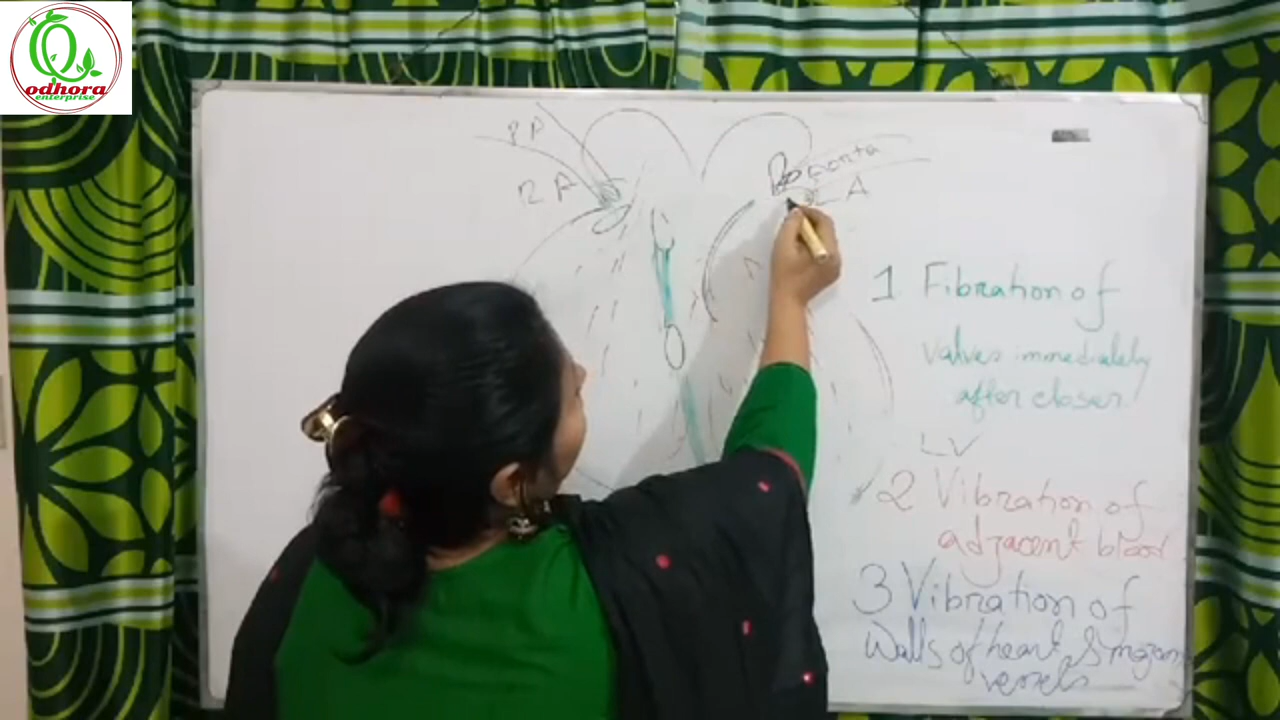 odhora
enterprise
PP
RA
aorta
LA
1 Fibration of
valves immediately
after closer
LV
2 Vibration of
adjacent blood
3 Vibration of
Walls of heart &
vessels